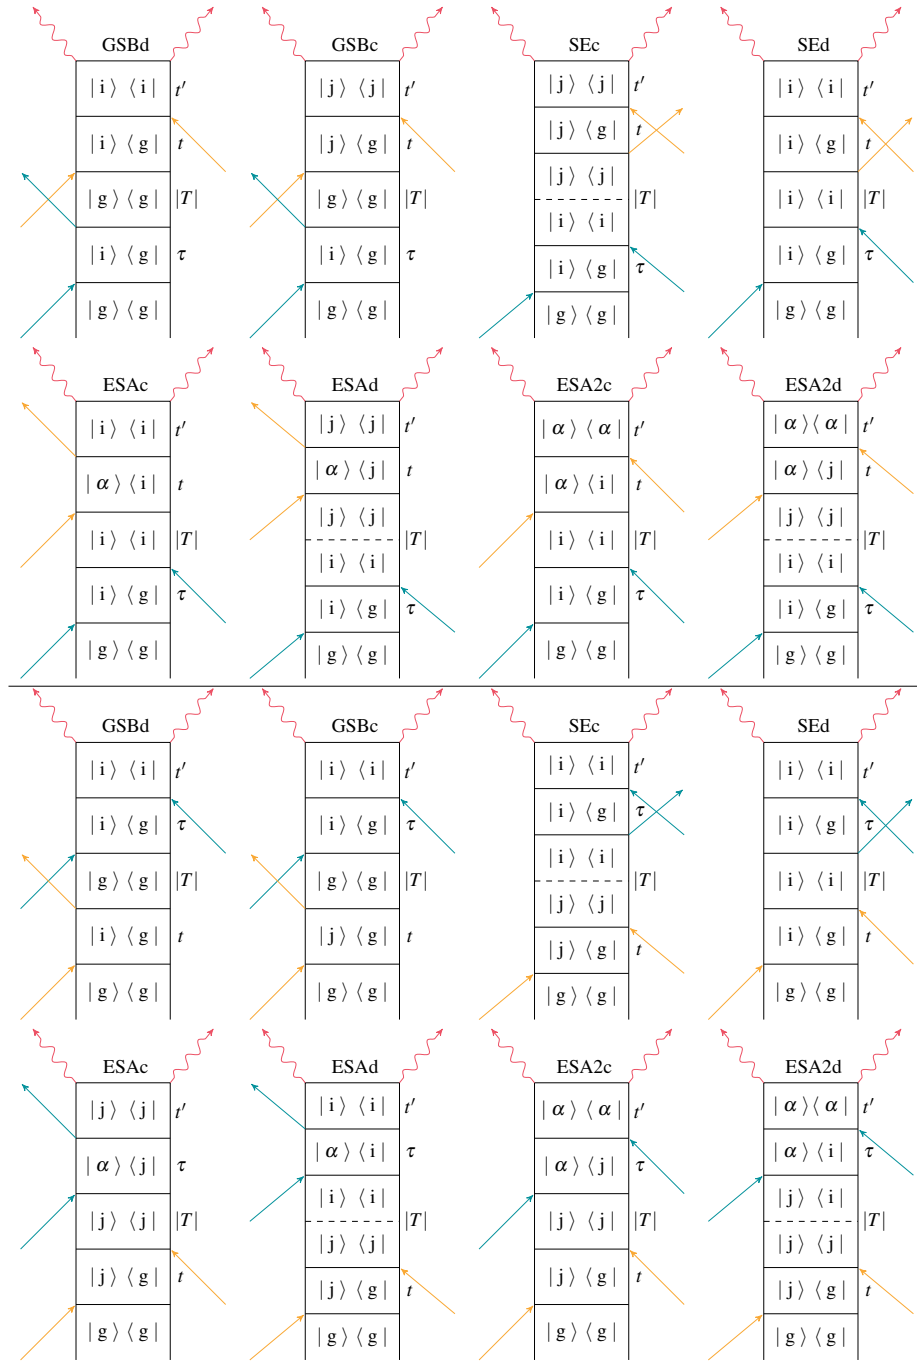 GSBd GSBc SEc SEd
| i ⟩ ⟨ i | t′ | j ⟩ ⟨ j | t′ | j ⟩ ⟨ j | t′ | i ⟩ ⟨ i | t′
| i ⟩ ⟨ g | t | j ⟩ ⟨ g | t | j ⟩ ⟨ g | t | i ⟩ ⟨ g | t
| g ⟩ ⟨ g | |T| | g ⟩ ⟨ g | |T| | j ⟩ ⟨ j | |T| | i ⟩ ⟨ i | | i ⟩ ⟨ i | |T|
| i ⟩ ⟨ g | τ | i ⟩ ⟨ g | τ | i ⟩ ⟨ g | τ | i ⟩ ⟨ g | τ
| g ⟩ ⟨ g | | g ⟩ ⟨ g | | g ⟩ ⟨ g | | g ⟩ ⟨ g |
ESAc ESAd ESA2c ESA2d
| i ⟩ ⟨ i | t′ | j ⟩ ⟨ j | t′ | α ⟩ ⟨ α | t′ | α ⟩ ⟨ α | t′
| α ⟩ ⟨ i | t | α ⟩ ⟨ j | t | α ⟩ ⟨ i | t | α ⟩ ⟨ j | t
| i ⟩ ⟨ i | |T| | j ⟩ ⟨ j | |T| | i ⟩ ⟨ i | | i ⟩ ⟨ i | |T| | j ⟩ ⟨ j | |T| | i ⟩ ⟨ i |
| i ⟩ ⟨ g | τ | i ⟩ ⟨ g | τ | i ⟩ ⟨ g | τ | i ⟩ ⟨ g | τ
| g ⟩ ⟨ g | | g ⟩ ⟨ g | | g ⟩ ⟨ g | | g ⟩ ⟨ g |
GSBd GSBc SEc SEd
| i ⟩ ⟨ i | t′ | i ⟩ ⟨ i | t′ | i ⟩ ⟨ i | t′ | i ⟩ ⟨ i | t′
| i ⟩ ⟨ g | τ | i ⟩ ⟨ g | τ | i ⟩ ⟨ g | τ | i ⟩ ⟨ g | τ
| g ⟩ ⟨ g | |T| | g ⟩ ⟨ g | |T| | i ⟩ ⟨ i | |T| | j ⟩ ⟨ j | | i ⟩ ⟨ i | |T|
| i ⟩ ⟨ g | t | j ⟩ ⟨ g | t | j ⟩ ⟨ g | t | i ⟩ ⟨ g | t
| g ⟩ ⟨ g | | g ⟩ ⟨ g | | g ⟩ ⟨ g | | g ⟩ ⟨ g |
ESAc ESAd ESA2c ESA2d
| j ⟩ ⟨ j | t′ | i ⟩ ⟨ i | t′ | α ⟩ ⟨ α | t′ | α ⟩ ⟨ α | t′
| α ⟩ ⟨ j | τ | α ⟩ ⟨ i | τ | α ⟩ ⟨ j | τ | α ⟩ ⟨ i | τ
| j ⟩ ⟨ j | |T| | i ⟩ ⟨ i | |T| | j ⟩ ⟨ j | | j ⟩ ⟨ j | |T| | j ⟩ ⟨ i | |T| | j ⟩ ⟨ j |
| j ⟩ ⟨ g | t | j ⟩ ⟨ g | t | j ⟩ ⟨ g | t | j ⟩ ⟨ g | t
| g ⟩ ⟨ g | | g ⟩ ⟨ g | | g ⟩ ⟨ g | | g ⟩ ⟨ g |